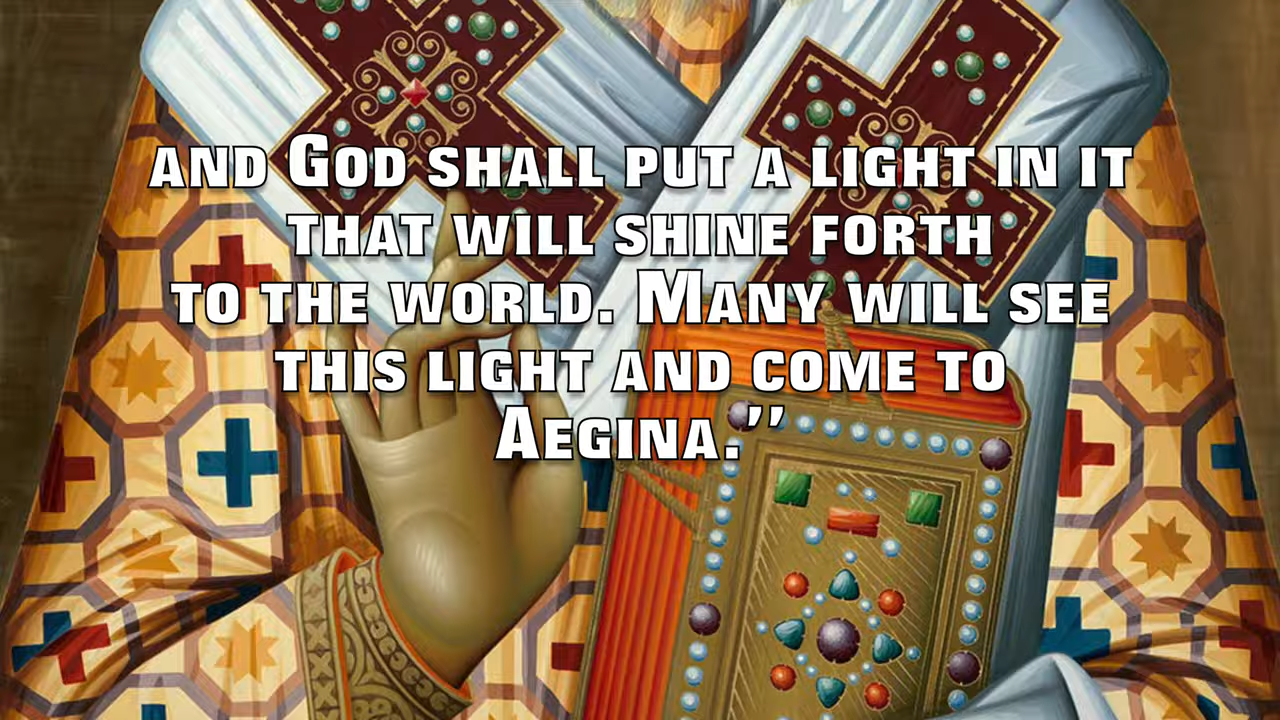 and God shall put a light in it
that will shine forth
to the world. Many will see
this light and come to
Aegina.’’